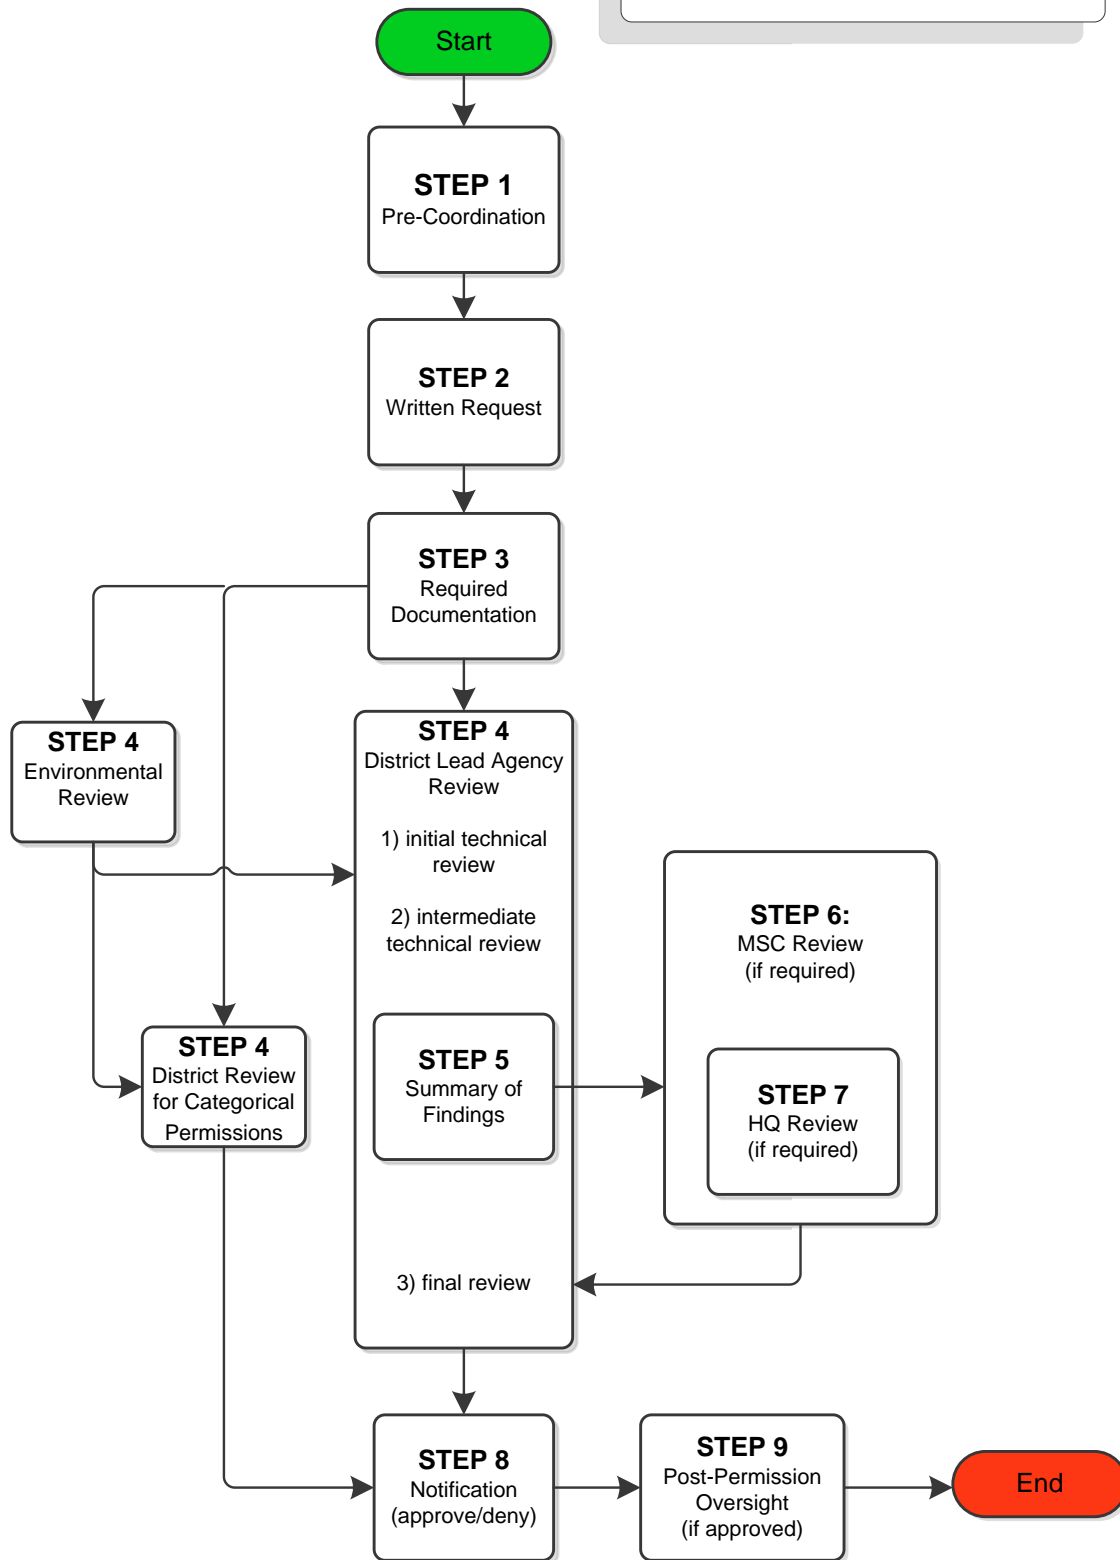 Start
STEP 1
Pre-Coordination
STEP 2
Written Request
STEP 3
Required
Documentation
STEP 4
Environmental
Review
STEP 4
District Lead Agency
Review
1) initial technical
review
2) intermediate
technical review
STEP 4
District Review
for Categorical
Permissions
STEP 5
Summary of
Findings
STEP 6:
MSC Review
(if required)
STEP 7
HQ Review
(if required)
3) final review
STEP 8
Notification
(approve/deny)
STEP 9
Post-Permission
Oversight
(if approved)
End